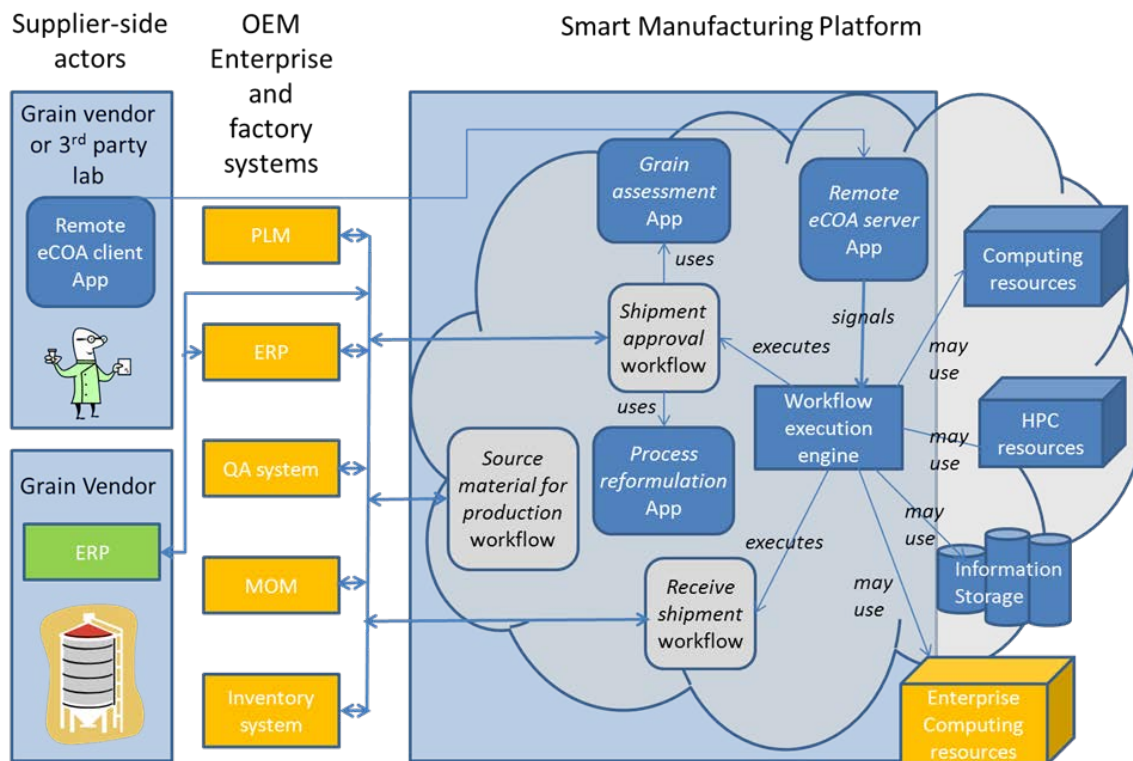 Supplier-side
actors
OEM
Enterprise
and
factory
systems
Smart Manufacturing Platform
Grain vendor
or 3rd party
lab
Remote
eCOA client
App
Grain Vendor
ERP
PLM
ERP
QA system
MOM
Inventory
system
Grain
assessment
App
uses
Shipment
approval
workflow
uses
Process
reformulation
App
Source
material for
production
workflow
Receive
shipment
workflow
Remote
eCOA server
App
signals
executes
Workflow
execution
engine
executes
may
use
may
use
may
use
may
use
Computing
resources
HPC
resources
Information
Storage
Enterprise
Computing
resources